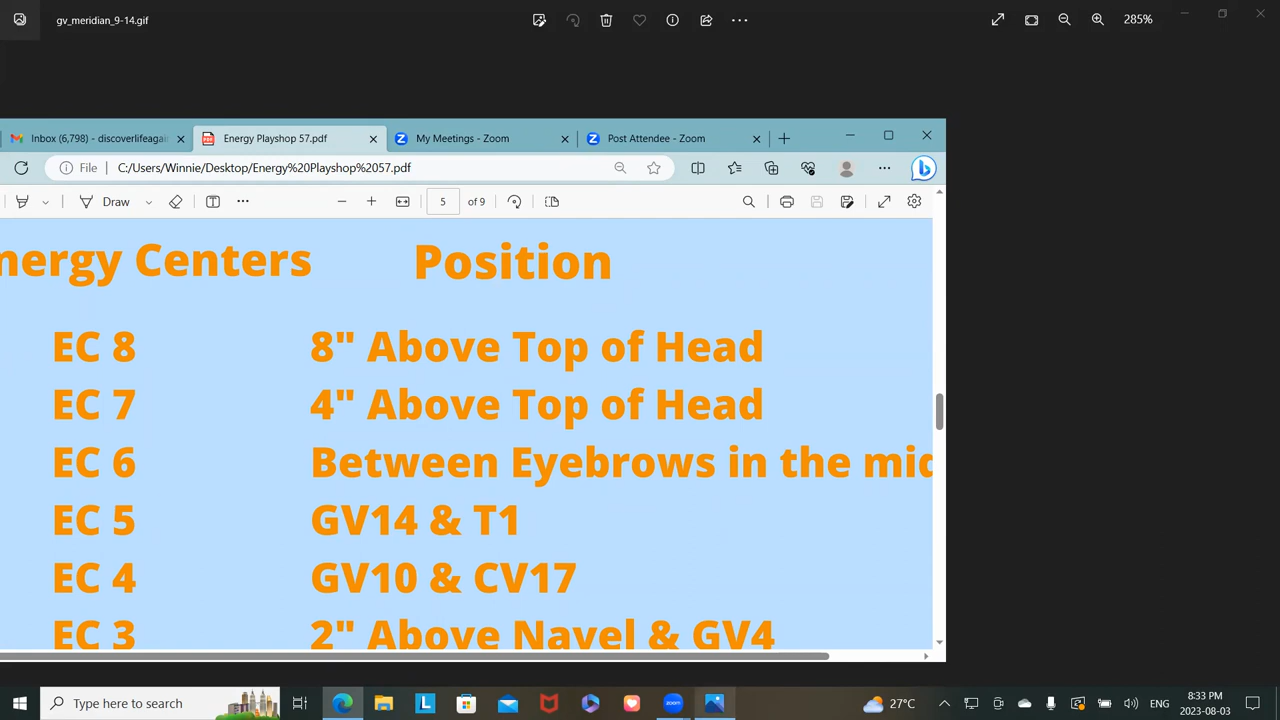 gv_meridian_9-14.gif
285%
Inbox (6,798) - discoverlifeagai
Energy Playshop 57.pdf
My Meetings - Zoom
Post Attendee - Zoom
File
C:/Users/Winnie/Desktop/Energy%20Playshop%2057.pdf
Draw
5
of 9
nergy Centers
Position
EC 8
8" Above Top of Head
EC 7
4" Above Top of Head
EC 6
Between Eyebrows in the mid
EC 5
GV14 & T1
EC 4
GV10 & CV17
EC 3
2" Above Navel & GV4
Type here to search
L
zoom
27°C
ENG
8:33 PM
2023-08-03